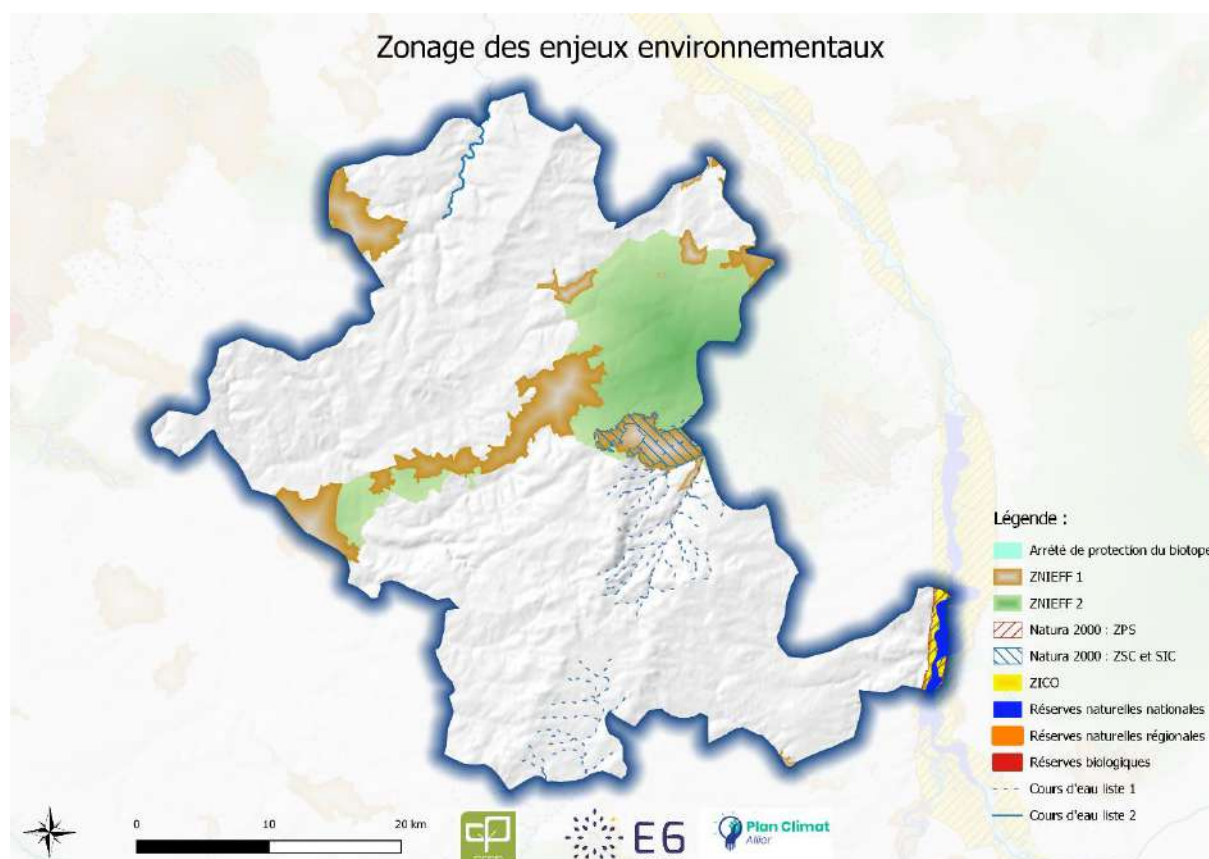 Zonage des enjeux environnementaux
Légende :
Arrêté de protection du biotope
ZNIEFF 1
ZNIEFF 2
Natura 2000 : ZPS
Natura 2000 : ZSC et SIC
ZICO
Réserves naturelles nationales
Réserves naturelles régionales
Réserves biologiques
Cours d'eau liste 1
Cours d'eau liste 2
0 10 20 km
E6
Plan Climat
Allier